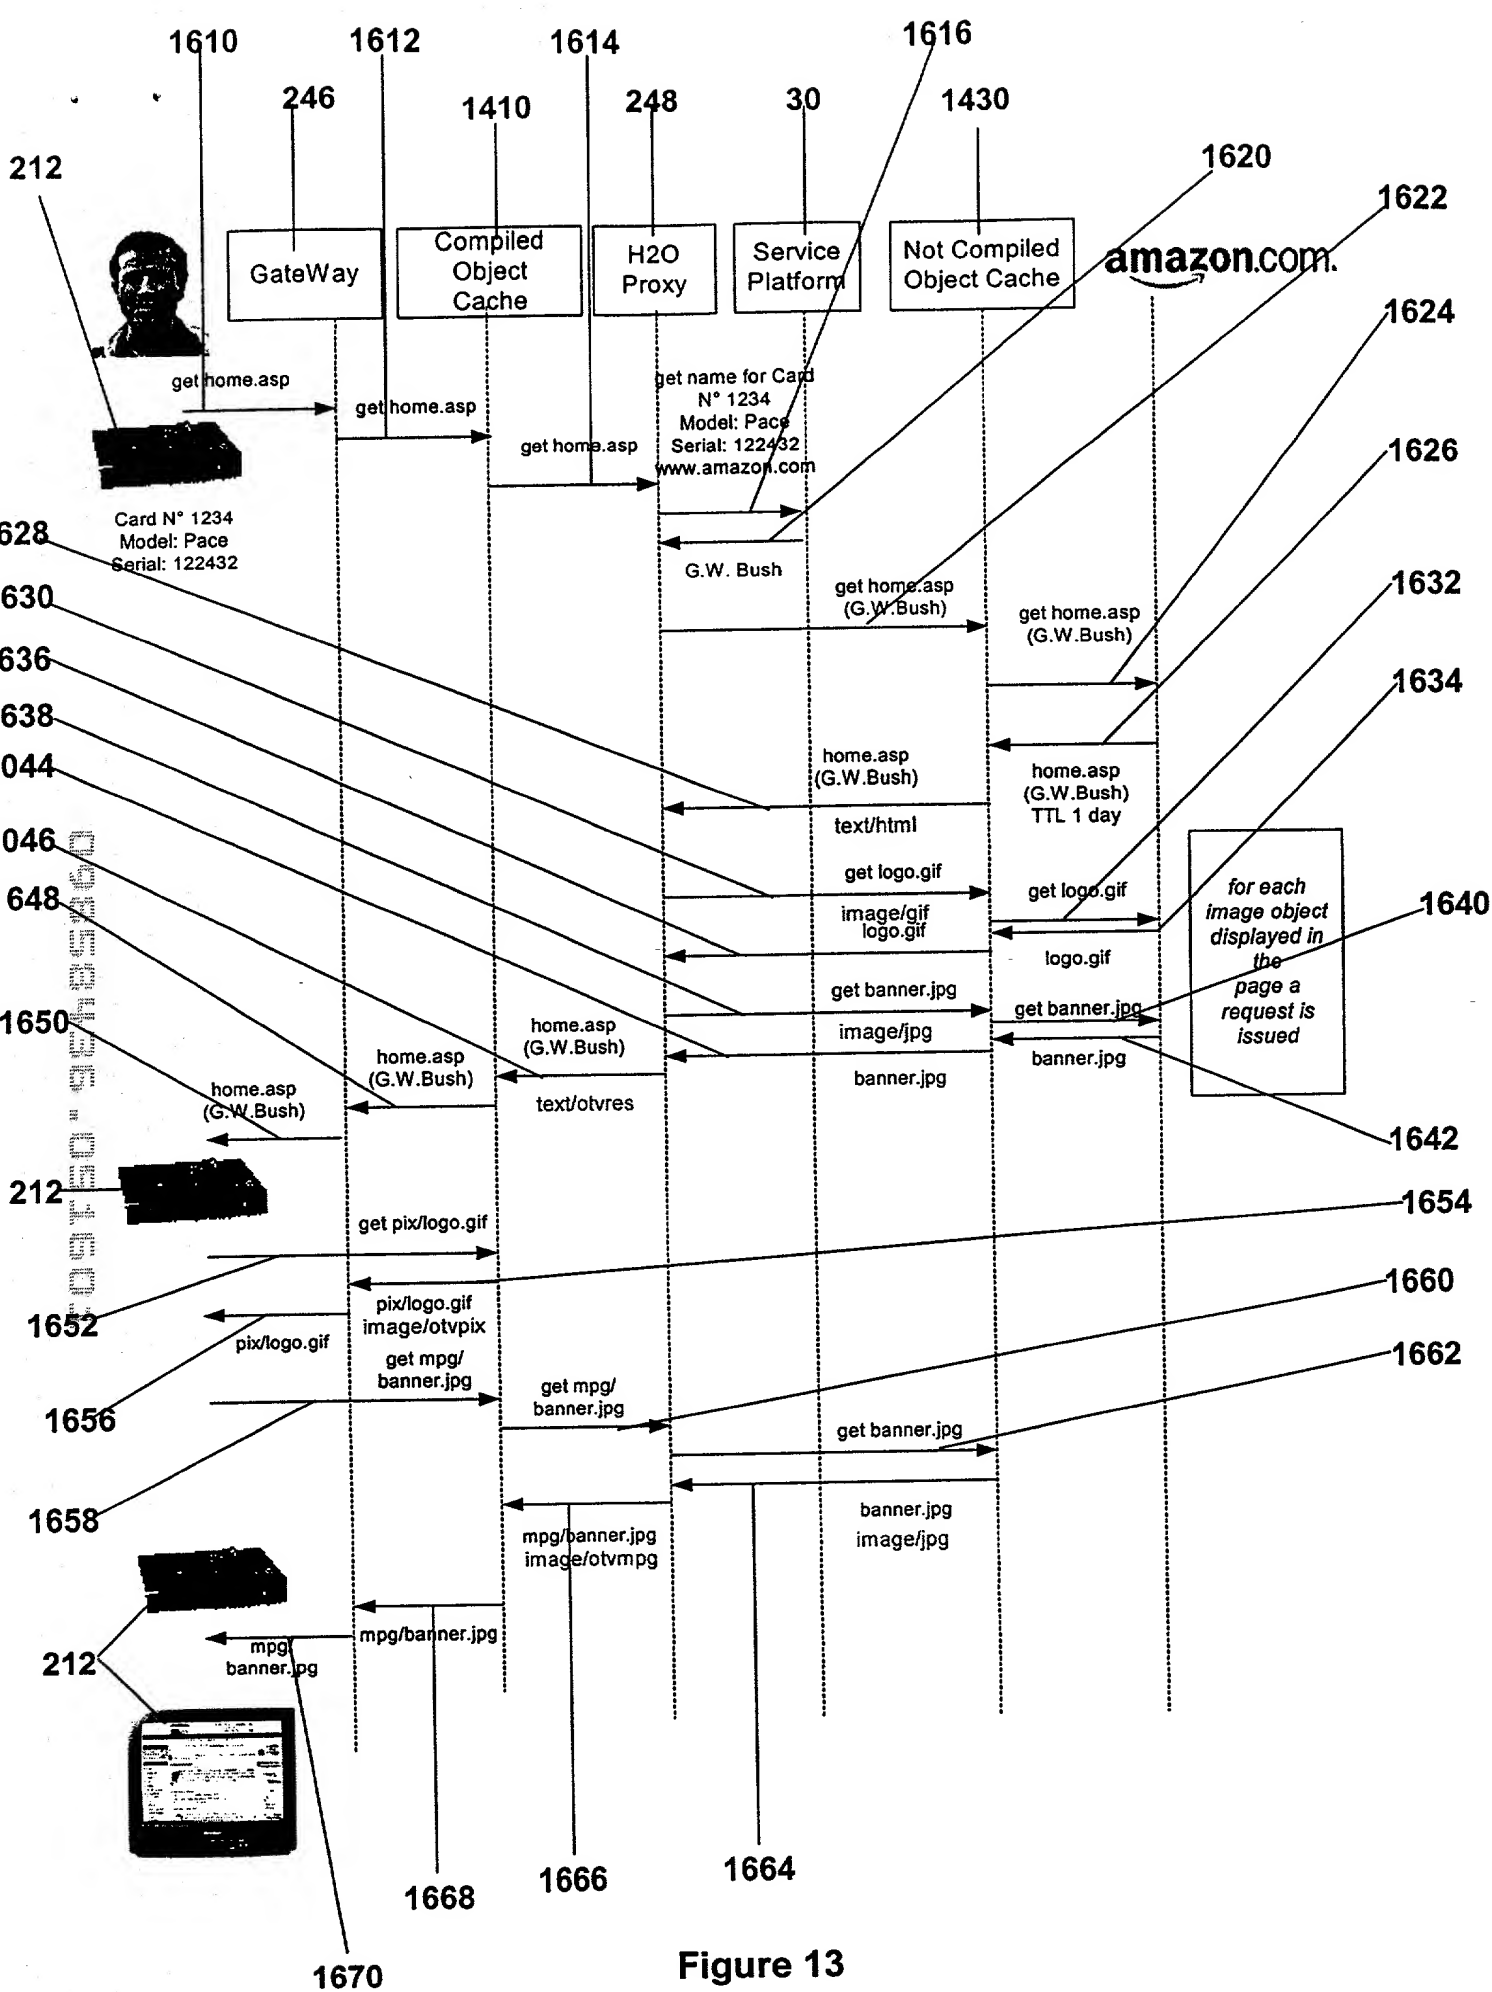 1610
1612
1614
1616
246
1410
248
30
1430
212
1620
1622
GateWay
Compiled
Object
Cache
H2O
Proxy
Service
Platform
Not Compiled
Object Cache
amazon.com.
1624
get home.asp
get home.asp
get home.asp
get name for Card
N° 1234
Model: Pace
Serial: 122432
www.amazon.com
1626
Card N° 1234
Model: Pace
Serial: 122432
628
G.W. Bush
630
get home.asp
(G.W.Bush)
get home.asp
(G.W.Bush)
1632
636
1634
638
044
home.asp
(G.W.Bush)
text/html
home.asp
(G.W.Bush)
TTL 1 day
046
648
get logo.gif
image/gif
logo.gif
get logo.gif
logo.gif
for each
image object
displayed in
the
page a
request is
issued
1640
1650
get banner.jpg
image/jpg
banner.jpg
get banner.jpg
banner.jpg
home.asp
(G.W.Bush)
text/otvres
home.asp
(G.W.Bush)
home.asp
(G.W.Bush)
1642
212
1654
get pix/logo.gif
1652
pix/logo.gif
image/otvpix
pix/logo.gif
1660
get mpg/
banner.jpg
get mpg/
banner.jpg
1662
1656
get banner.jpg
1658
banner.jpg
image/jpg
mpg/banner.jpg
image/otvmpg
mpg/banner.jpg
mpg/
banner.jpg
212
1664
1666
1668
1670
Figure 13